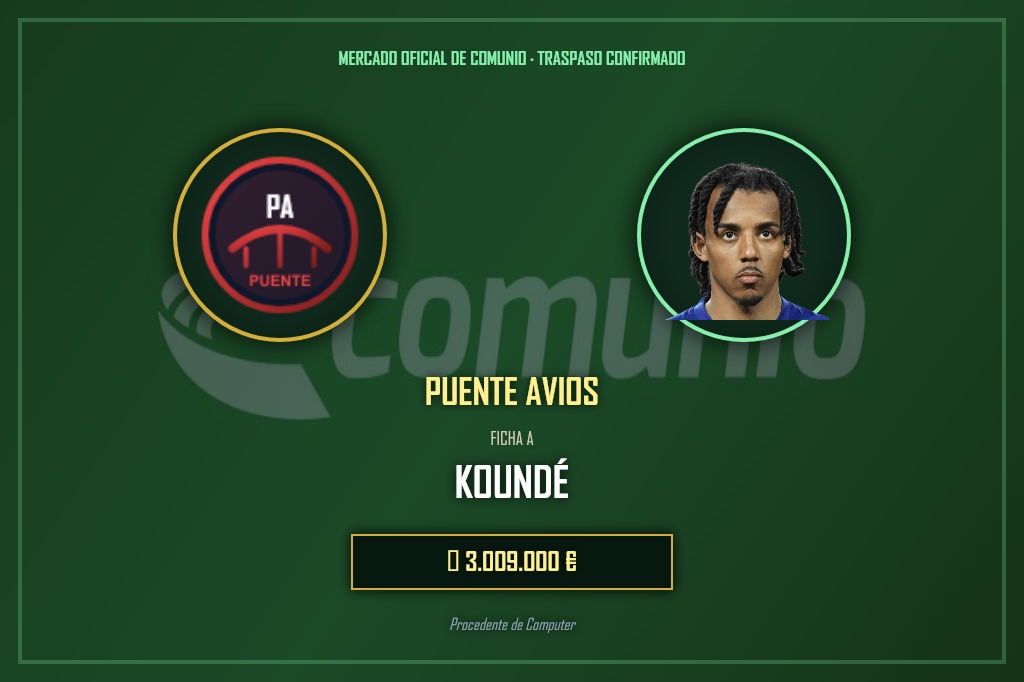 MERCADO OFICIAL DE COMUNIO · TRASPASO CONFIRMADO
PA
PUENTE
comunio
PUENTE AVIOS
FICHA A
KOUNDÉ
3.009.000 €
Procedente de Computer